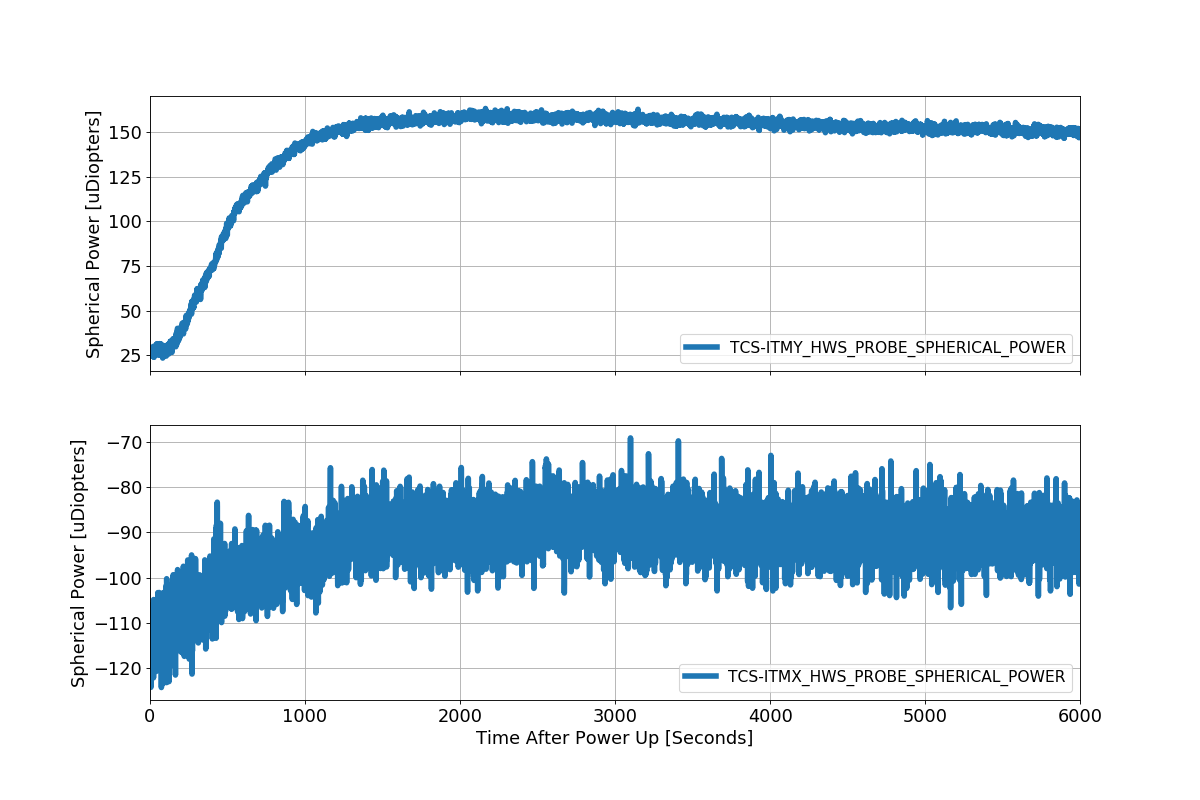 Spherical Power [uDiopters]
150
125
100
75
50
25
TCS-ITMY_HWS_PROBE_SPHERICAL_POWER
Spherical Power [uDiopters]
−70
−80
−90
−100
−110
−120
TCS-ITMX_HWS_PROBE_SPHERICAL_POWER
0 1000 2000 3000 4000 5000 6000
Time After Power Up [Seconds]